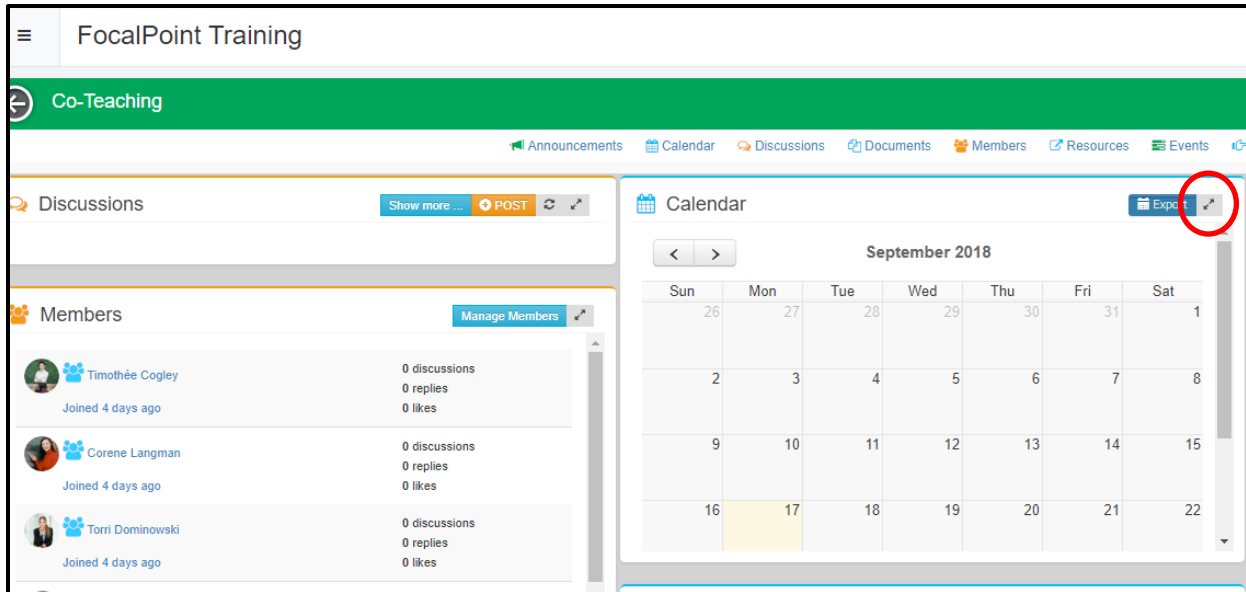 FocalPoint Training
Co-Teaching
Announcements Calendar Discussions Documents Members Resources Events
Discussions Show more ... POST
Members Manage Members
Timothée Cogley 0 discussions
0 replies
Joined 4 days ago 0 likes
Corene Langman 0 discussions
0 replies
Joined 4 days ago 0 likes
Torri Dominowski 0 discussions
0 replies
Joined 4 days ago 0 likes
Calendar Export
< > September 2018
Sun Mon Tue Wed Thu Fri Sat
26 27 28 29 30 31 1
2 3 4 5 6 7 8
9 10 11 12 13 14 15
16 17 18 19 20 21 22